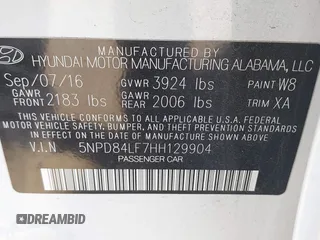 MANUFACTURED BY
HYUNDAI MOTOR MANUFACTURING ALABAMA, LLC
Sep/07/16 GVWR 3924 lbs PAINT W8
GAWR FRONT 2183 lbs GAWR REAR 2006 lbs TRIM XA
THIS VEHICLE CONFORMS TO ALL APPLICABLE
U.S. FEDERAL MOTOR VEHICLE SAFETY, BUMPER, AND
THEFT PREVENTION STANDARDS IN EFFECT ON THE
DATE OF MANUFACTURE SHOWN ABOVE.
V.I.N. 5NPD84LF7HH129904
PASSENGER CAR
DREAMBID